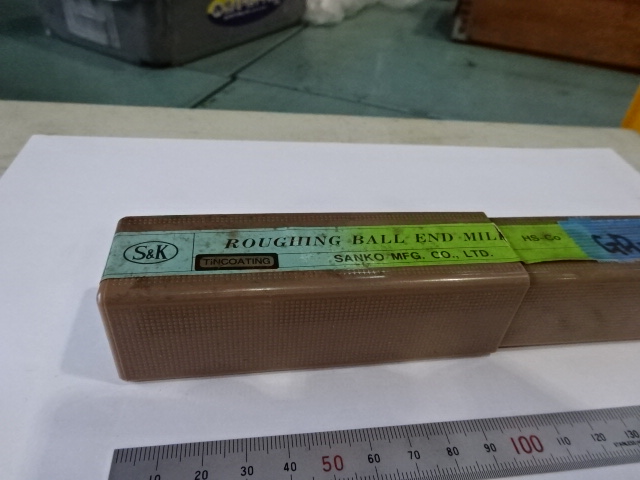 S&K
ROUGHING BALL END MILL
HS-Co
TiNCOATING
SANKO MFG. CO., LTD.
10 20 30 40 50 60 70 80 90 100 110 120 130